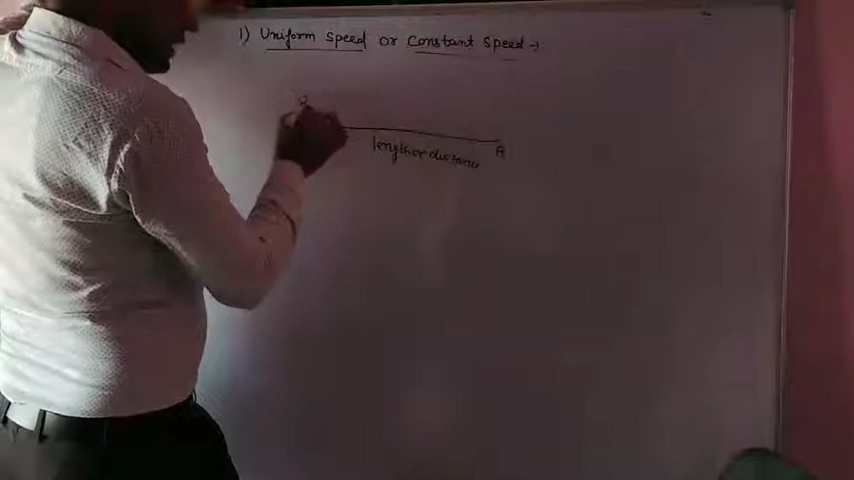 1) Uniform Speed or Constant Speed →
length or distance
A